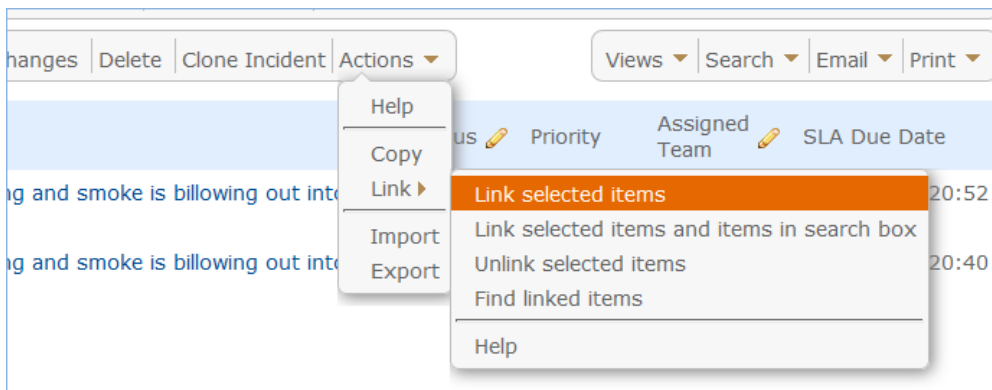 hanges Delete Clone Incident Actions Views Search Email Print
Help
us Priority Assigned Team SLA Due Date
Copy
ng and smoke is billowing out into Link Link selected items 20:52
Link selected items and items in search box
Import
Unlink selected items
ng and smoke is billowing out into Export 20:40
Find linked items
Help